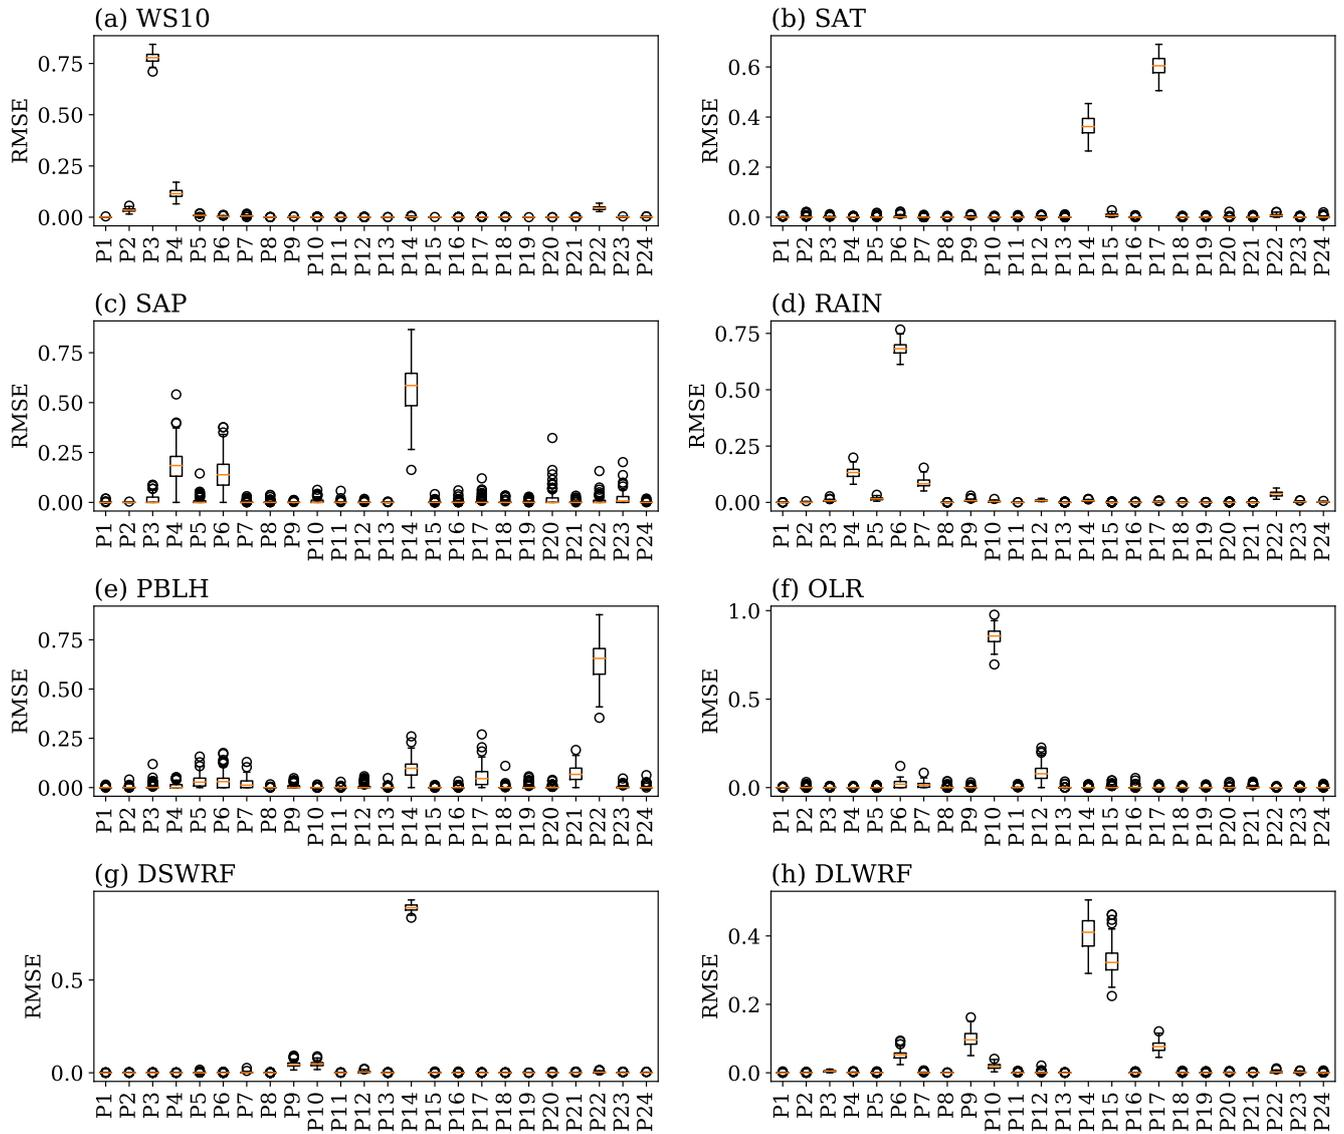 (a) WS10
RMSE
0.75
0.50
0.25
0.00
P1 P2 P3 P4 P5 P6 P7 P8 P9 P10 P11 P12 P13 P14 P15 P16 P17 P18 P19 P20 P21 P22 P23 P24
(b) SAT
RMSE
0.6
0.4
0.2
0.0
P1 P2 P3 P4 P5 P6 P7 P8 P9 P10 P11 P12 P13 P14 P15 P16 P17 P18 P19 P20 P21 P22 P23 P24
(c) SAP
RMSE
0.75
0.50
0.25
0.00
P1 P2 P3 P4 P5 P6 P7 P8 P9 P10 P11 P12 P13 P14 P15 P16 P17 P18 P19 P20 P21 P22 P23 P24
(d) RAIN
RMSE
0.75
0.50
0.25
0.00
P1 P2 P3 P4 P5 P6 P7 P8 P9 P10 P11 P12 P13 P14 P15 P16 P17 P18 P19 P20 P21 P22 P23 P24
(e) PBLH
RMSE
0.75
0.50
0.25
0.00
P1 P2 P3 P4 P5 P6 P7 P8 P9 P10 P11 P12 P13 P14 P15 P16 P17 P18 P19 P20 P21 P22 P23 P24
(f) OLR
RMSE
1.0
0.5
0.0
P1 P2 P3 P4 P5 P6 P7 P8 P9 P10 P11 P12 P13 P14 P15 P16 P17 P18 P19 P20 P21 P22 P23 P24
(g) DSWRF
RMSE
0.5
0.0
P1 P2 P3 P4 P5 P6 P7 P8 P9 P10 P11 P12 P13 P14 P15 P16 P17 P18 P19 P20 P21 P22 P23 P24
(h) DLWRF
RMSE
0.4
0.2
0.0
P1 P2 P3 P4 P5 P6 P7 P8 P9 P10 P11 P12 P13 P14 P15 P16 P17 P18 P19 P20 P21 P22 P23 P24